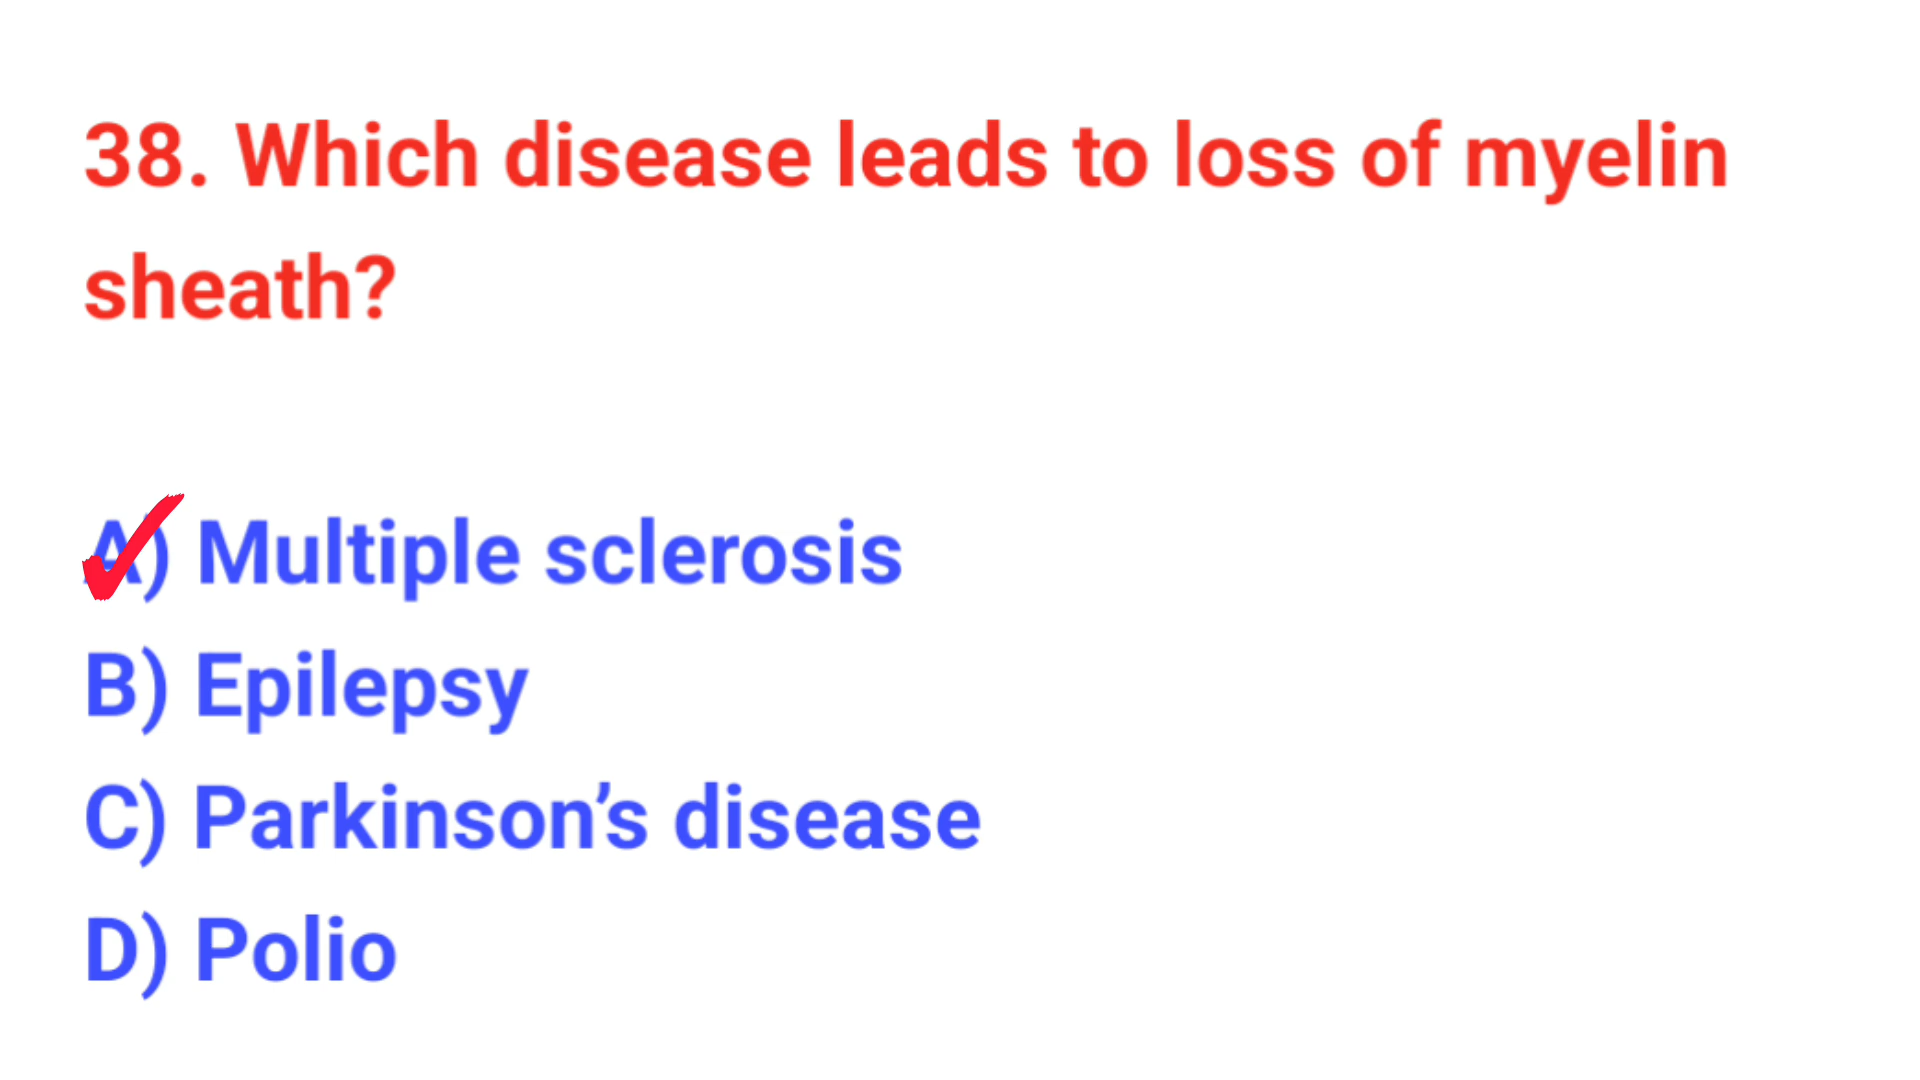 38. Which disease leads to loss of myelin
sheath?
A) Multiple sclerosis
B) Epilepsy
C) Parkinson’s disease
D) Polio